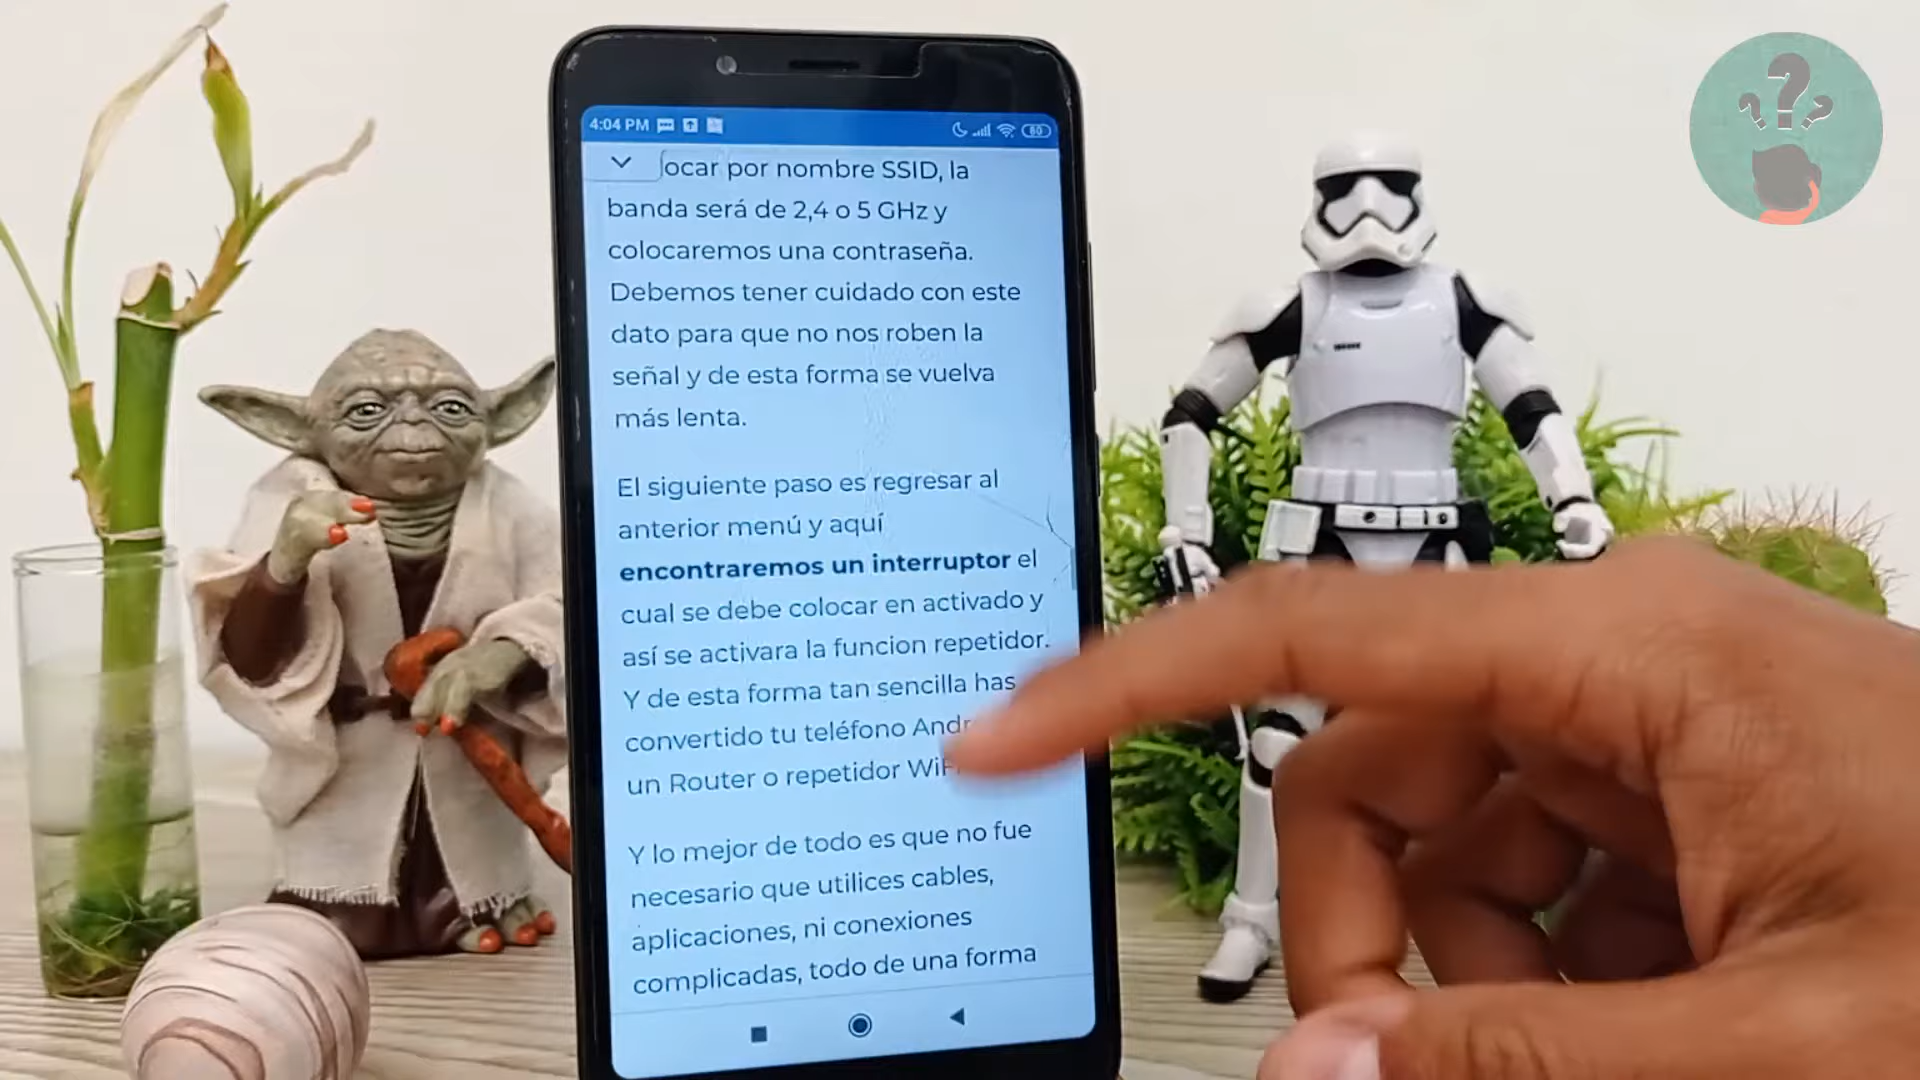 4:04 PM
80
ocar por nombre SSID, la
banda será de 2,4 o 5 GHz y
colocaremos una contraseña.
Debemos tener cuidado con este
dato para que no nos roben la
señal y de esta forma se vuelva
más lenta.
El siguiente paso es regresar al
anterior menú y aquí
encontraremos un interruptor el
cual se debe colocar en activado y
así se activara la funcion repetidor.
Y de esta forma tan sencilla has
convertido tu teléfono Andr
un Router o repetidor WiF
Y lo mejor de todo es que no fue
necesario que utilices cables,
aplicaciones, ni conexiones
complicadas, todo de una forma